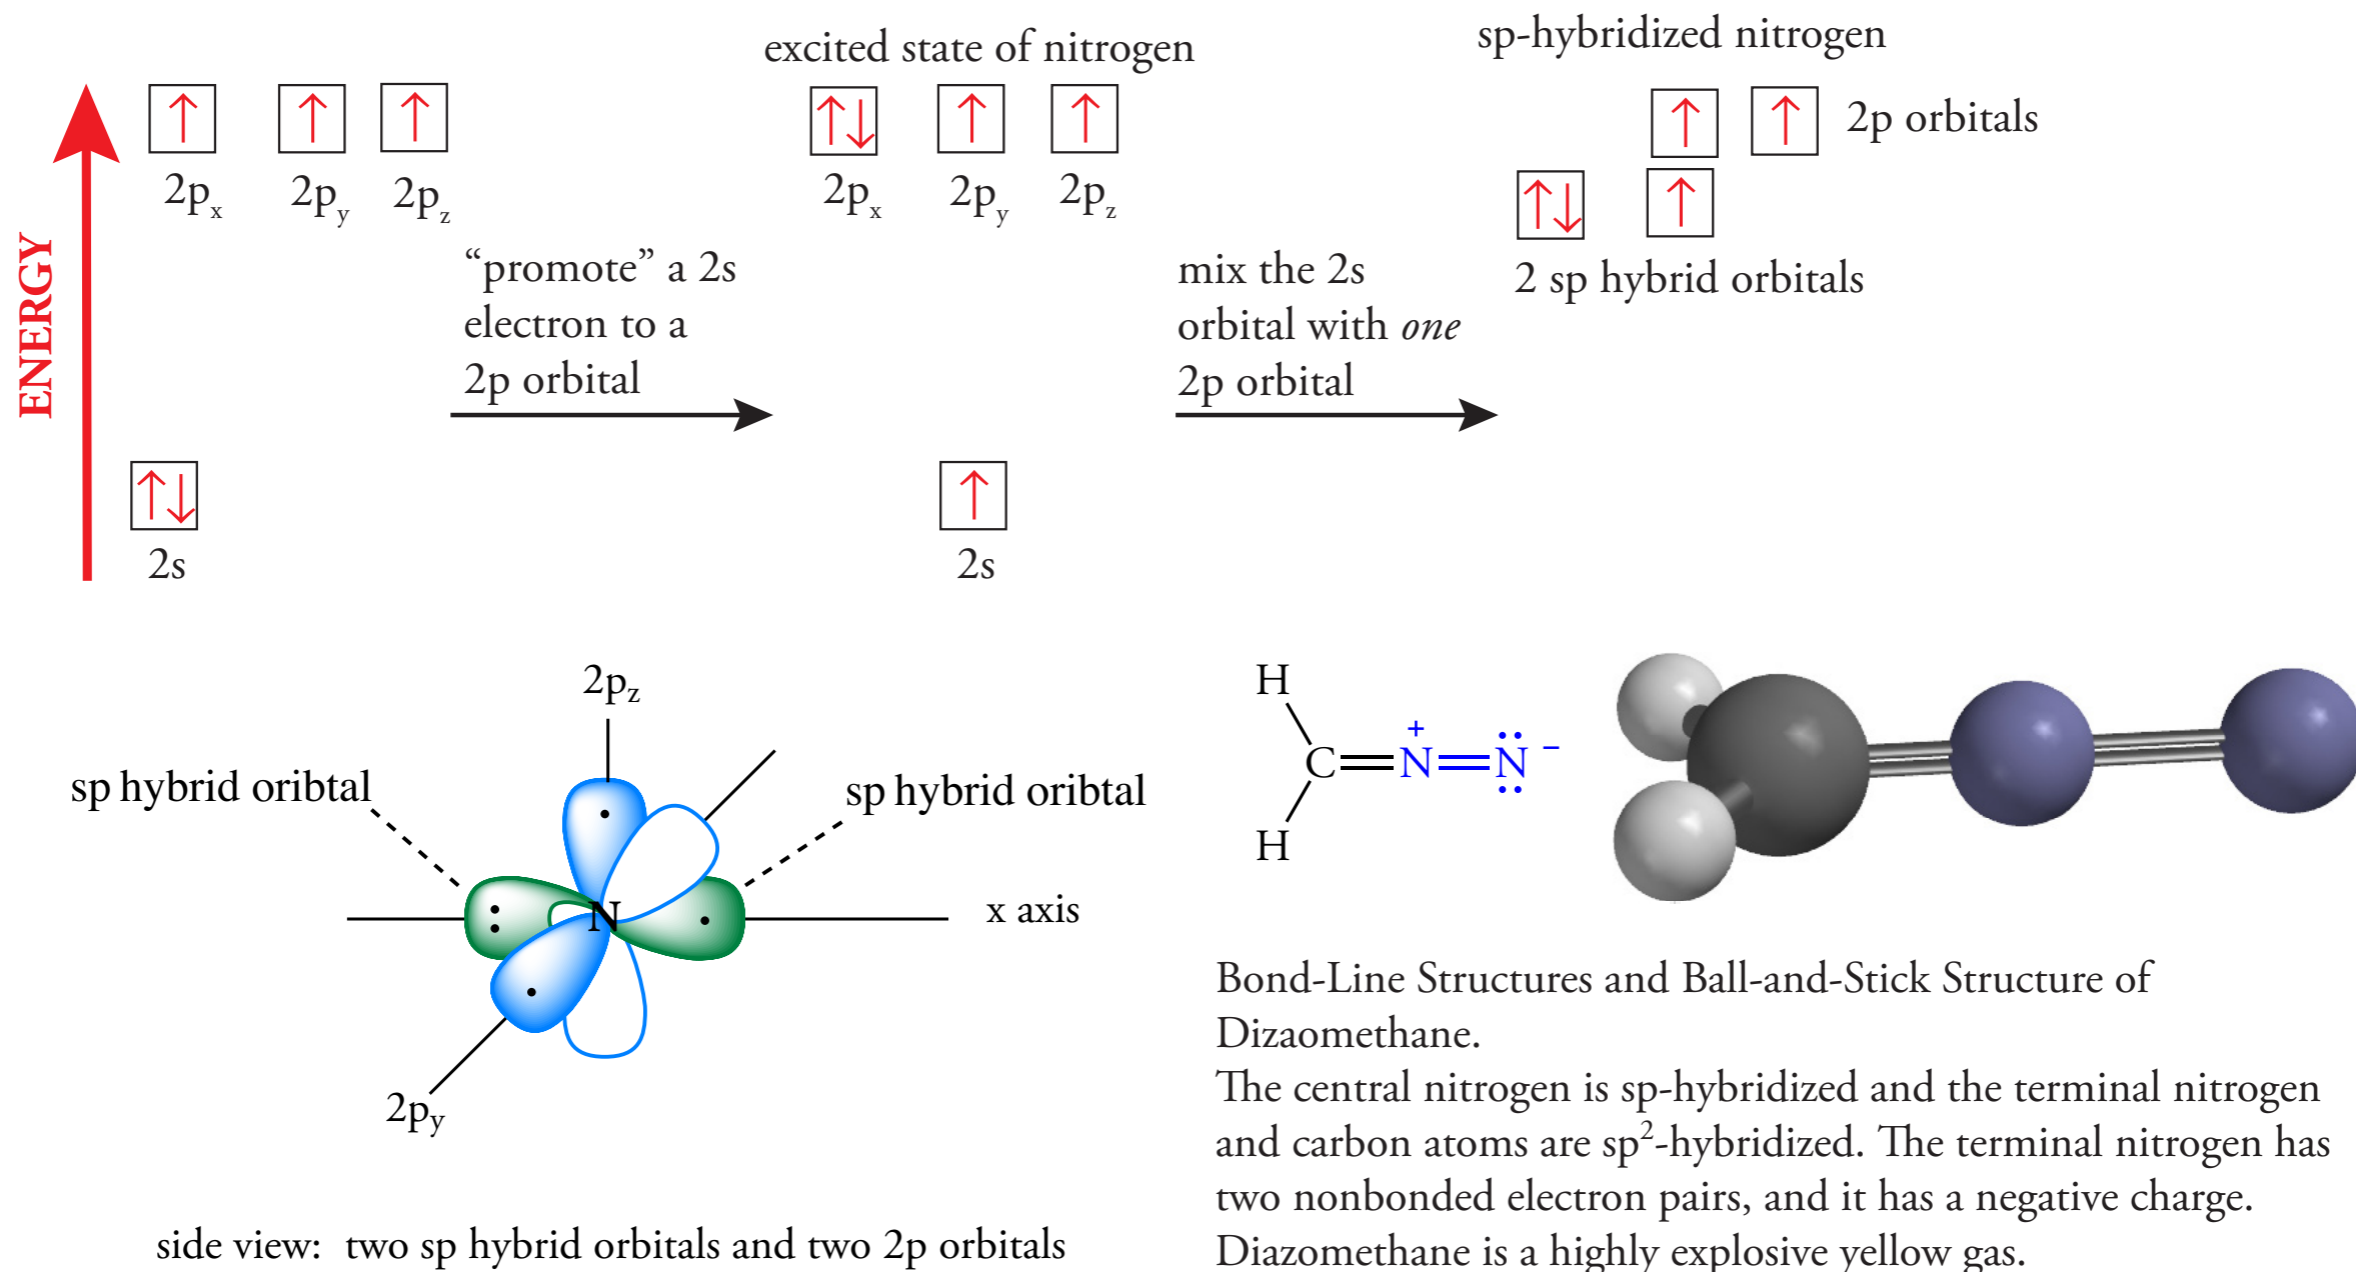 excited state of nitrogen
sp-hybridized nitrogen
↑ ↑ ↑
2px 2py 2pz
↑↓ ↑ ↑
2px 2py 2pz
↑ ↑ 2p orbitals
↑↓ ↑
2 sp hybrid orbitals
ENERGY
“promote” a 2s
electron to a
2p orbital
mix the 2s
orbital with one
2p orbital
↑↓
2s
↑
2s
2pz
sp hybrid oribtal
sp hybrid oribtal
N
x axis
2py
side view: two sp hybrid orbitals and two 2p orbitals
H
C=N⁺=N̤̈⁻
H
Bond-Line Structures and Ball-and-Stick Structure of
Dizaomethane.
The central nitrogen is sp-hybridized and the terminal nitrogen
and carbon atoms are sp²-hybridized. The terminal nitrogen has
two nonbonded electron pairs, and it has a negative charge.
Diazomethane is a highly explosive yellow gas.